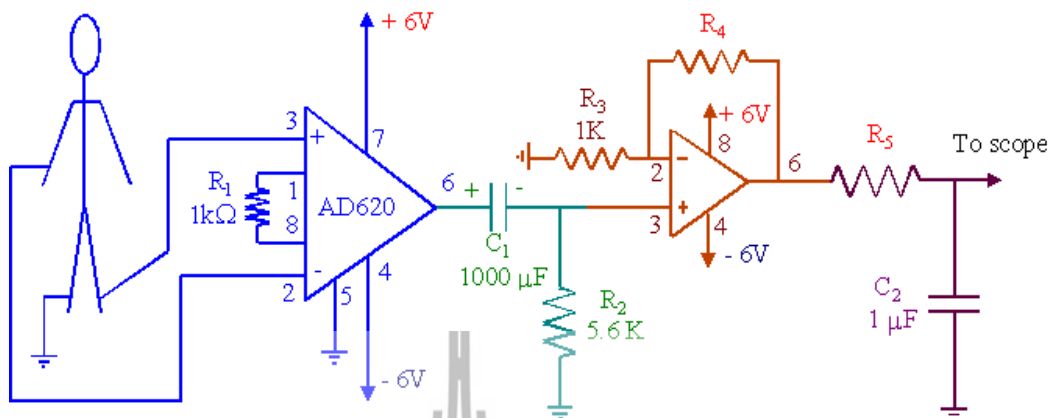 + 6V
3
+
7
R₁
1kΩ
1
8
AD620
-
2
5
4
- 6V
6
+
-
C₁
1000 μF
R₂
5.6 K
R₃
1K
R₄
+ 6V
8
-
2
+
3
6
4
- 6V
R₅
To scope
C₂
1 μF